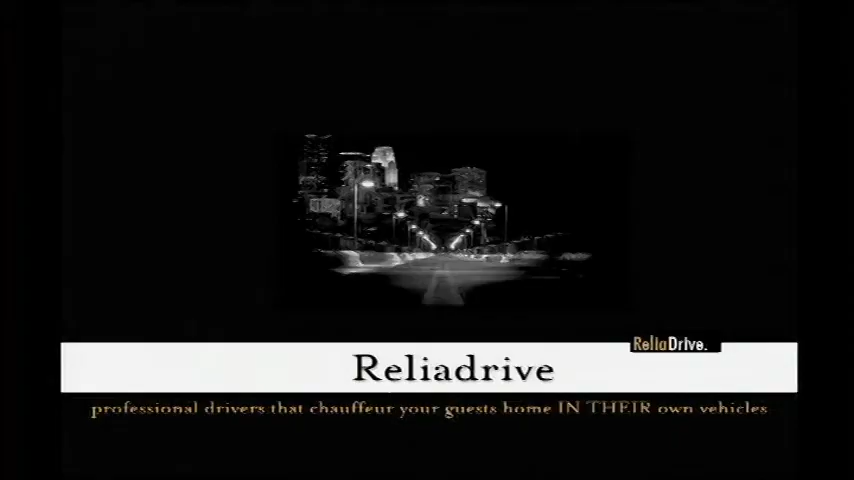 ReliaDrive.
Reliadrive
professional drivers that chauffeur your guests home IN THEIR own vehicles